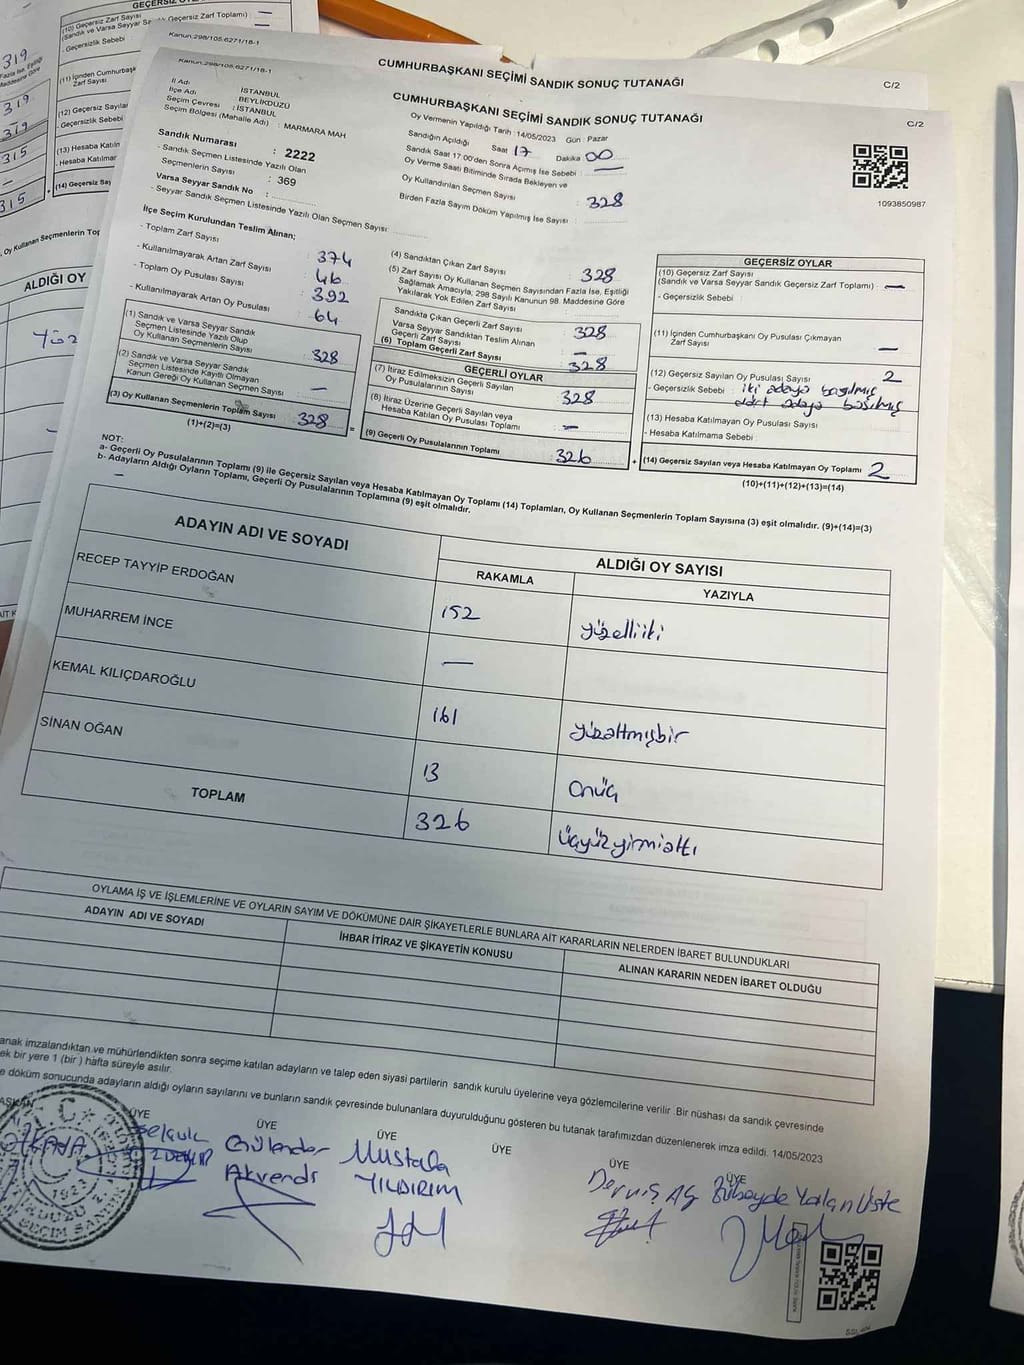 GEÇERSİZ
(10) Geçersiz Zarf Sayısı
Geçersiz Zarf Toplamı)
- Geçersizlik Sebebi
(11) İçinden Cumhurbaşk
Zarf Sayısı
(12) Geçersiz Sayılan
- Geçersizlik Sebebi
(13) Hesaba Katılm
- Hesaba Katılmam
(14) Geçersiz Say
319
319
319
315
315
Oy Kullanan Seçmenlerin Top
ALDIĞI OY
Kanun:298/105,6271/18-1
CUMHURBAŞKANI SEÇİMİ SANDIK SONUÇ TUTANAĞI
C/2
Kanun:298/105,6271/18-1
CUMHURBAŞKANI SEÇİMİ SANDIK SONUÇ TUTANAĞI
C/2
İl Adı : İSTANBUL
İlçe Adı : BEYLİKDÜZÜ
Seçim Çevresi : İSTANBUL
Seçim Bölgesi (Mahalle Adı) : MARMARA MAH
Oy Vermenin Yapıldığı Tarih : 14/05/2023 Gün : Pazar
Sandığın Açıldığı Saat 17 Dakika 00
Sandık Saat 17:00'den Sonra Açılmış İse Sebebi : —
Oy Verme Saati Bitiminde Sırada Bekleyen ve
Oy Kullandırılan Seçmen Sayısı : 328
Birden Fazla Sayım Döküm Yapılmış İse Sayısı :
1093850987
Sandık Numarası : 2222
- Sandık Seçmen Listesinde Yazılı Olan
Seçmenlerin Sayısı : 369
Varsa Seyyar Sandık No :
- Seyyar Sandık Seçmen Listesinde Yazılı Olan Seçmen Sayısı:
İlçe Seçim Kurulundan Teslim Alınan;
- Toplam Zarf Sayısı : 374
- Kullanılmayarak Artan Zarf Sayısı : 46
- Toplam Oy Pusulası Sayısı : 392
- Kullanılmayarak Artan Oy Pusulası : 64
(1) Sandık ve Varsa Seyyar Sandık
Seçmen Listesinde Yazılı Olup
Oy Kullanan Seçmenlerin Sayısı : 328
(2) Sandık ve Varsa Seyyar Sandık
Seçmen Listesinde Kayıtlı Olmayan
Kanun Gereği Oy Kullanan Seçmen Sayısı : —
(3) Oy Kullanan Seçmenlerin Toplam Sayısı : 328
(1)+(2)=(3)
(4) Sandıktan Çıkan Zarf Sayısı : 328
(5) Zarf Sayısı Oy Kullanan Seçmen Sayısından Fazla İse, Eşitliği
Sağlamak Amacıyla, 298 Sayılı Kanunun 98. Maddesine Göre
Yakılarak Yok Edilen Zarf Sayısı :
Sandıkta Çıkan Geçerli Zarf Sayısı : 328
Varsa Seyyar Sandıktan Teslim Alınan
Geçerli Zarf Sayısı : —
(6) Toplam Geçerli Zarf Sayısı : 328
GEÇERLİ OYLAR
(7) İtiraz Edilmeksizin Geçerli Sayılan
Oy Pusulalarının Sayısı : 328
(8) İtiraz Üzerine Geçerli Sayılan veya
Hesaba Katılan Oy Pusulası Toplamı : —
(9) Geçerli Oy Pusulalarının Toplamı : 326
GEÇERSİZ OYLAR
(10) Geçersiz Zarf Sayısı
(Sandık ve Varsa Seyyar Sandık Geçersiz Zarf Toplamı) : —
- Geçersizlik Sebebi :
(11) İçinden Cumhurbaşkanı Oy Pusulası Çıkmayan
Zarf Sayısı : —
(12) Geçersiz Sayılan Oy Pusulası Sayısı : 2
- Geçersizlik Sebebi : iki adaya basılmış
dört adaya basılmış
(13) Hesaba Katılmayan Oy Pusulası Sayısı :
- Hesaba Katılmama Sebebi :
(14) Geçersiz Sayılan veya Hesaba Katılmayan Oy Toplamı 2
(10)+(11)+(12)+(13)=(14)
NOT:
a- Geçerli Oy Pusulalarının Toplamı (9) ile Geçersiz Sayılan veya Hesaba Katılmayan Oy Toplamı (14) Toplamları, Oy Kullanan Seçmenlerin Toplam Sayısına (3) eşit olmalıdır. (9)+(14)=(3)
b- Adayların Aldığı Oyların Toplamı, Geçerli Oy Pusulalarının Toplamına (9) eşit olmalıdır.
ADAYIN ADI VE SOYADI
ALDIĞI OY SAYISI
RAKAMLA YAZIYLA
RECEP TAYYİP ERDOĞAN 152 yüzelliiki
MUHARREM İNCE —
KEMAL KILIÇDAROĞLU 161 yüzaltmışbir
SİNAN OĞAN 13 onüç
TOPLAM 326 üçyüzyirmialtı
OYLAMA İŞ VE İŞLEMLERİNE VE OYLARIN SAYIM VE DÖKÜMÜNE DAİR ŞİKAYETLERLE BUNLARA AİT KARARLARIN NELERDEN İBARET BULUNDUKLARI
ADAYIN ADI VE SOYADI
İHBAR İTİRAZ VE ŞİKAYETİN KONUSU
ALINAN KARARIN NEDEN İBARET OLDUĞU
anak imzalandıktan ve mühürlendikten sonra seçime katılan adayların ve talep eden siyasi partilerin sandık kurulu üyelerine veya gözlemcilerine verilir. Bir nüshası da sandık çevresinde
ek bir yere 1 (bir ) hafta süreyle asılır.
e döküm sonucunda adayların aldığı oyların sayılarını ve bunların sandık çevresinde bulunanlara duyurulduğunu gösteren bu tutanak tarafımızdan düzenlenerek imza edildi. 14/05/2023
ÜYE ÜYE ÜYE ÜYE ÜYE ÜYE
Selçuk
Mustafa
YILDIRIM
Derviş
T.C.
1923